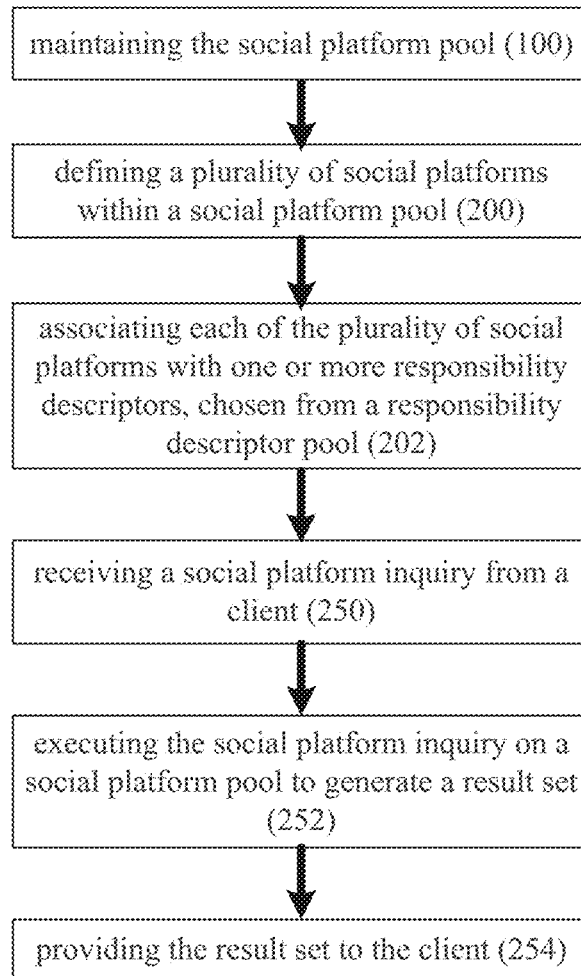 maintaining the social platform pool (100)
defining a plurality of social platforms
within a social platform pool (200)
associating each of the plurality of social
platforms with one or more responsibility
descriptors, chosen from a responsibility
descriptor pool (202)
receiving a social platform inquiry from a
client (250)
executing the social platform inquiry on a
social platform pool to generate a result set
(252)
providing the result set to the client (254)